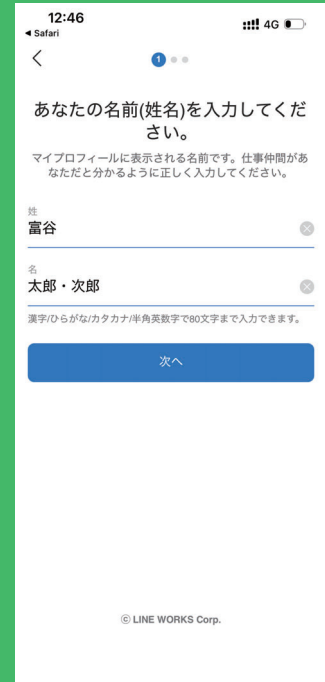 12:46
4G
◀ Safari
1
あなたの名前(姓名)を入力してくだ
さい。
マイプロフィールに表示される名前です。仕事仲間があ
なただと分かるように正しく入力してください。
姓
富谷
名
太郎・次郎
漢字/ひらがな/カタカナ/半角英数字で80文字まで入力できます。
次へ
© LINE WORKS Corp.